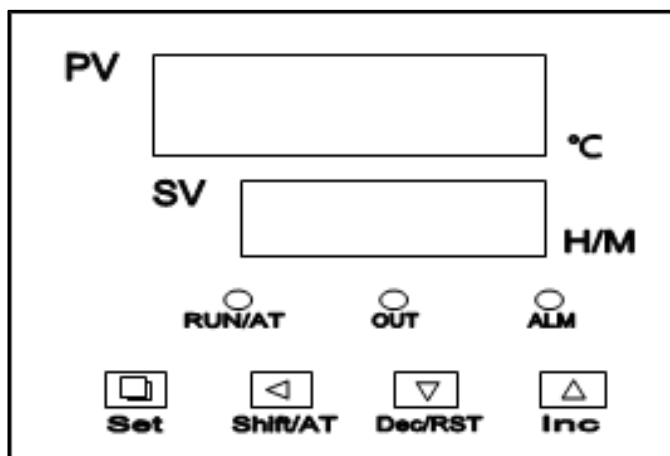 PV
°C
SV
H/M
RUN/AT OUT ALM
Set Shift/AT Dec/RST Inc